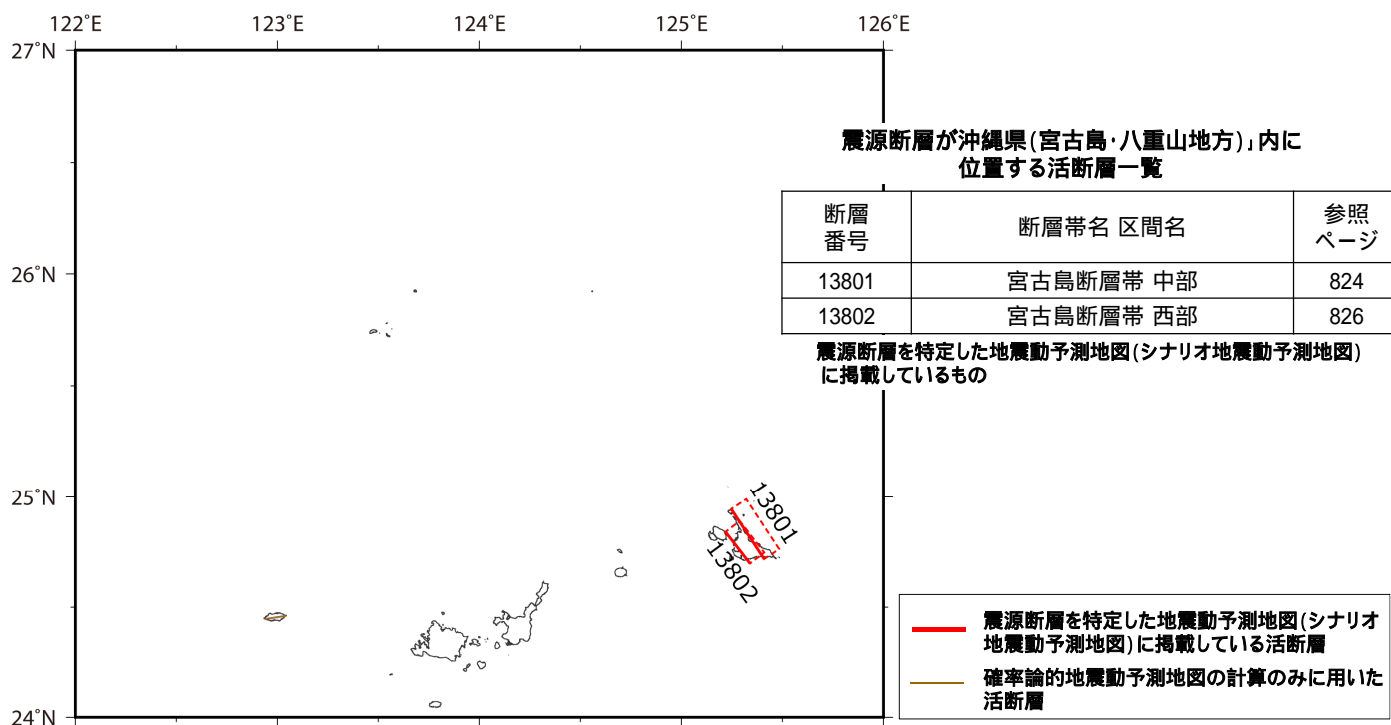 122°E 123°E 124°E 125°E 126°E
27°N
震源断層が沖縄県(宮古島・八重山地方)」内に
位置する活断層一覧
断層
番号 断層帯名 区間名 参照
ページ
26°N
13801 宮古島断層帯 中部 824
13802 宮古島断層帯 西部 826
震源断層を特定した地震動予測地図(シナリオ地震動予測地図)
に掲載しているもの
25°N
13801
13802
震源断層を特定した地震動予測地図(シナリオ
地震動予測地図)に掲載している活断層
確率論的地震動予測地図の計算のみに用いた
活断層
24°N